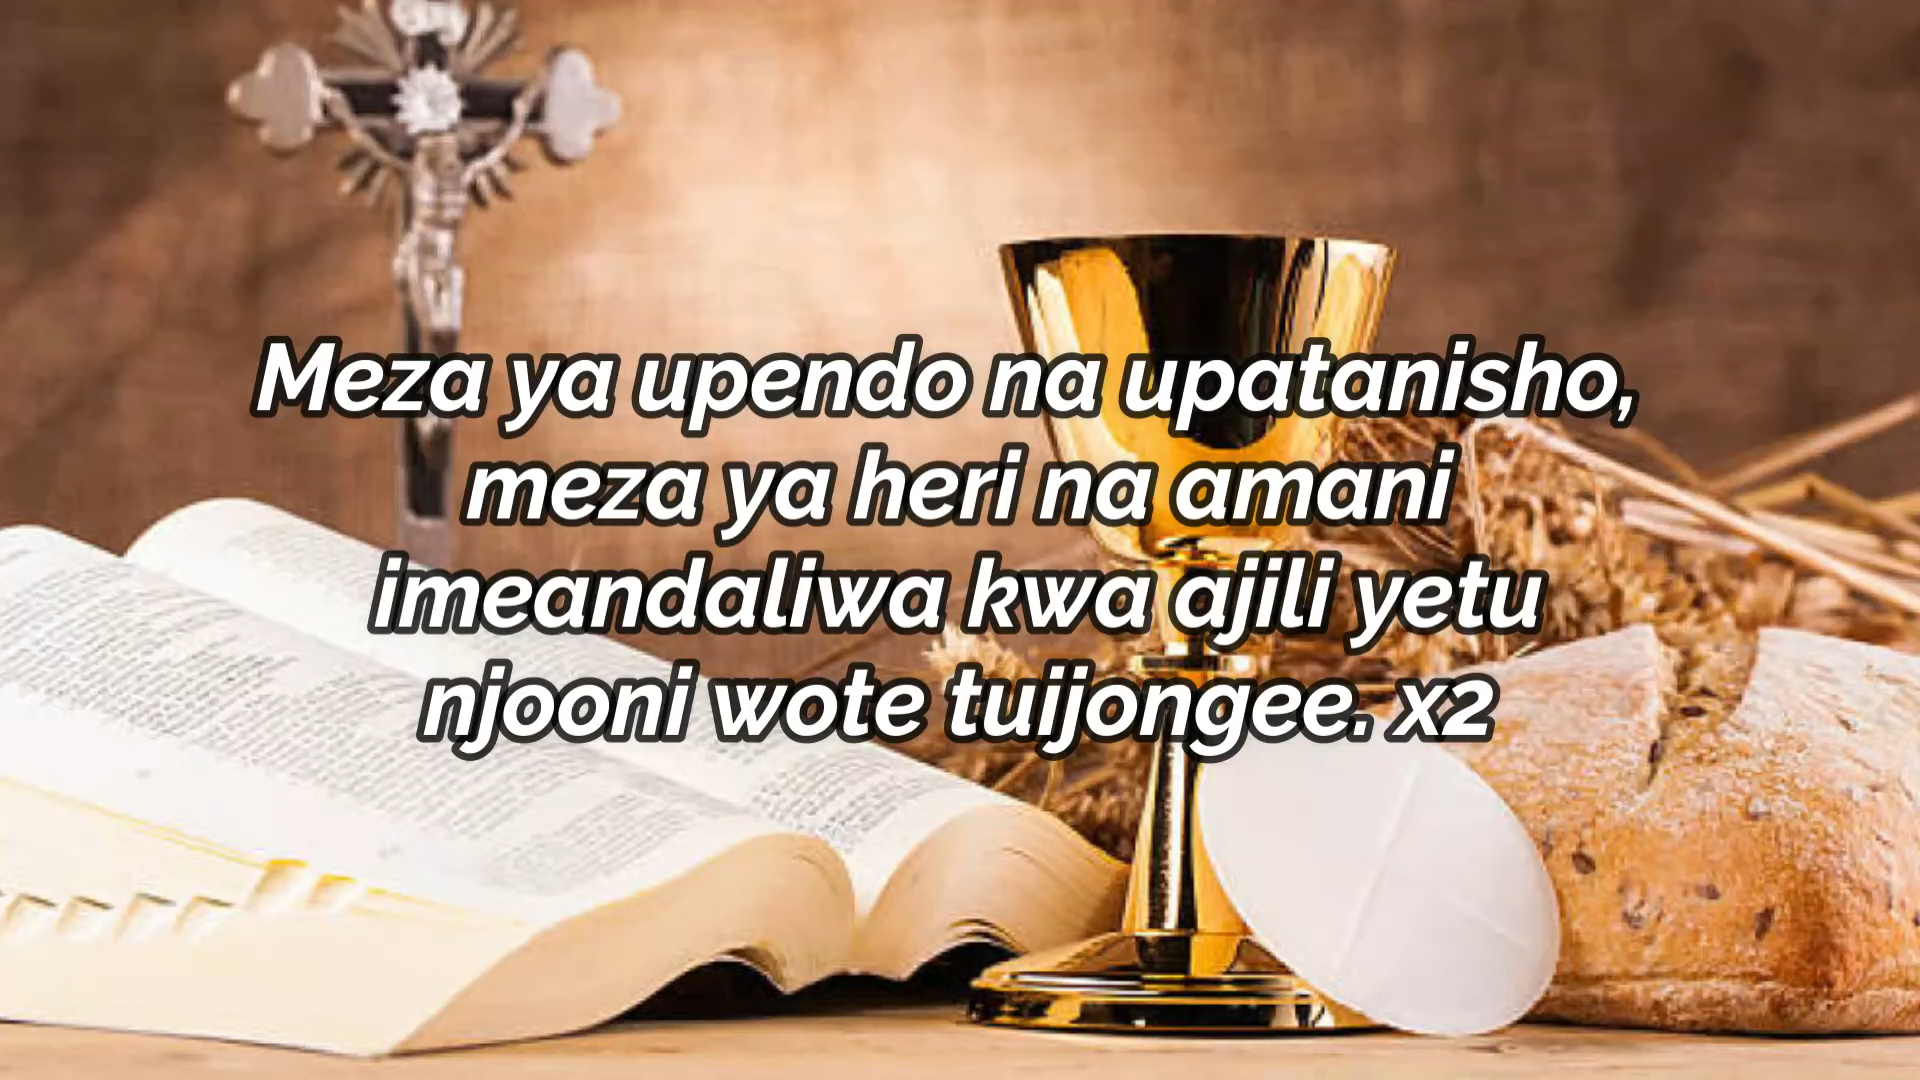 Meza ya upendo na upatanisho,
meza ya heri na amani
imeandaliwa kwa ajili yetu
njooni wote tuijongee. x2